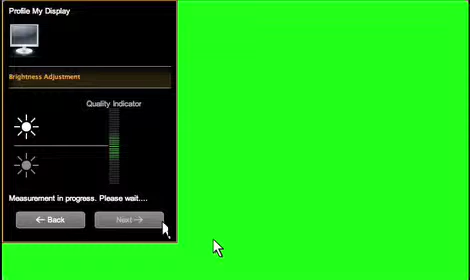 Profile My Display
Brightness Adjustment
Quality Indicator
Measurement in progress. Please wait....
Back
Next